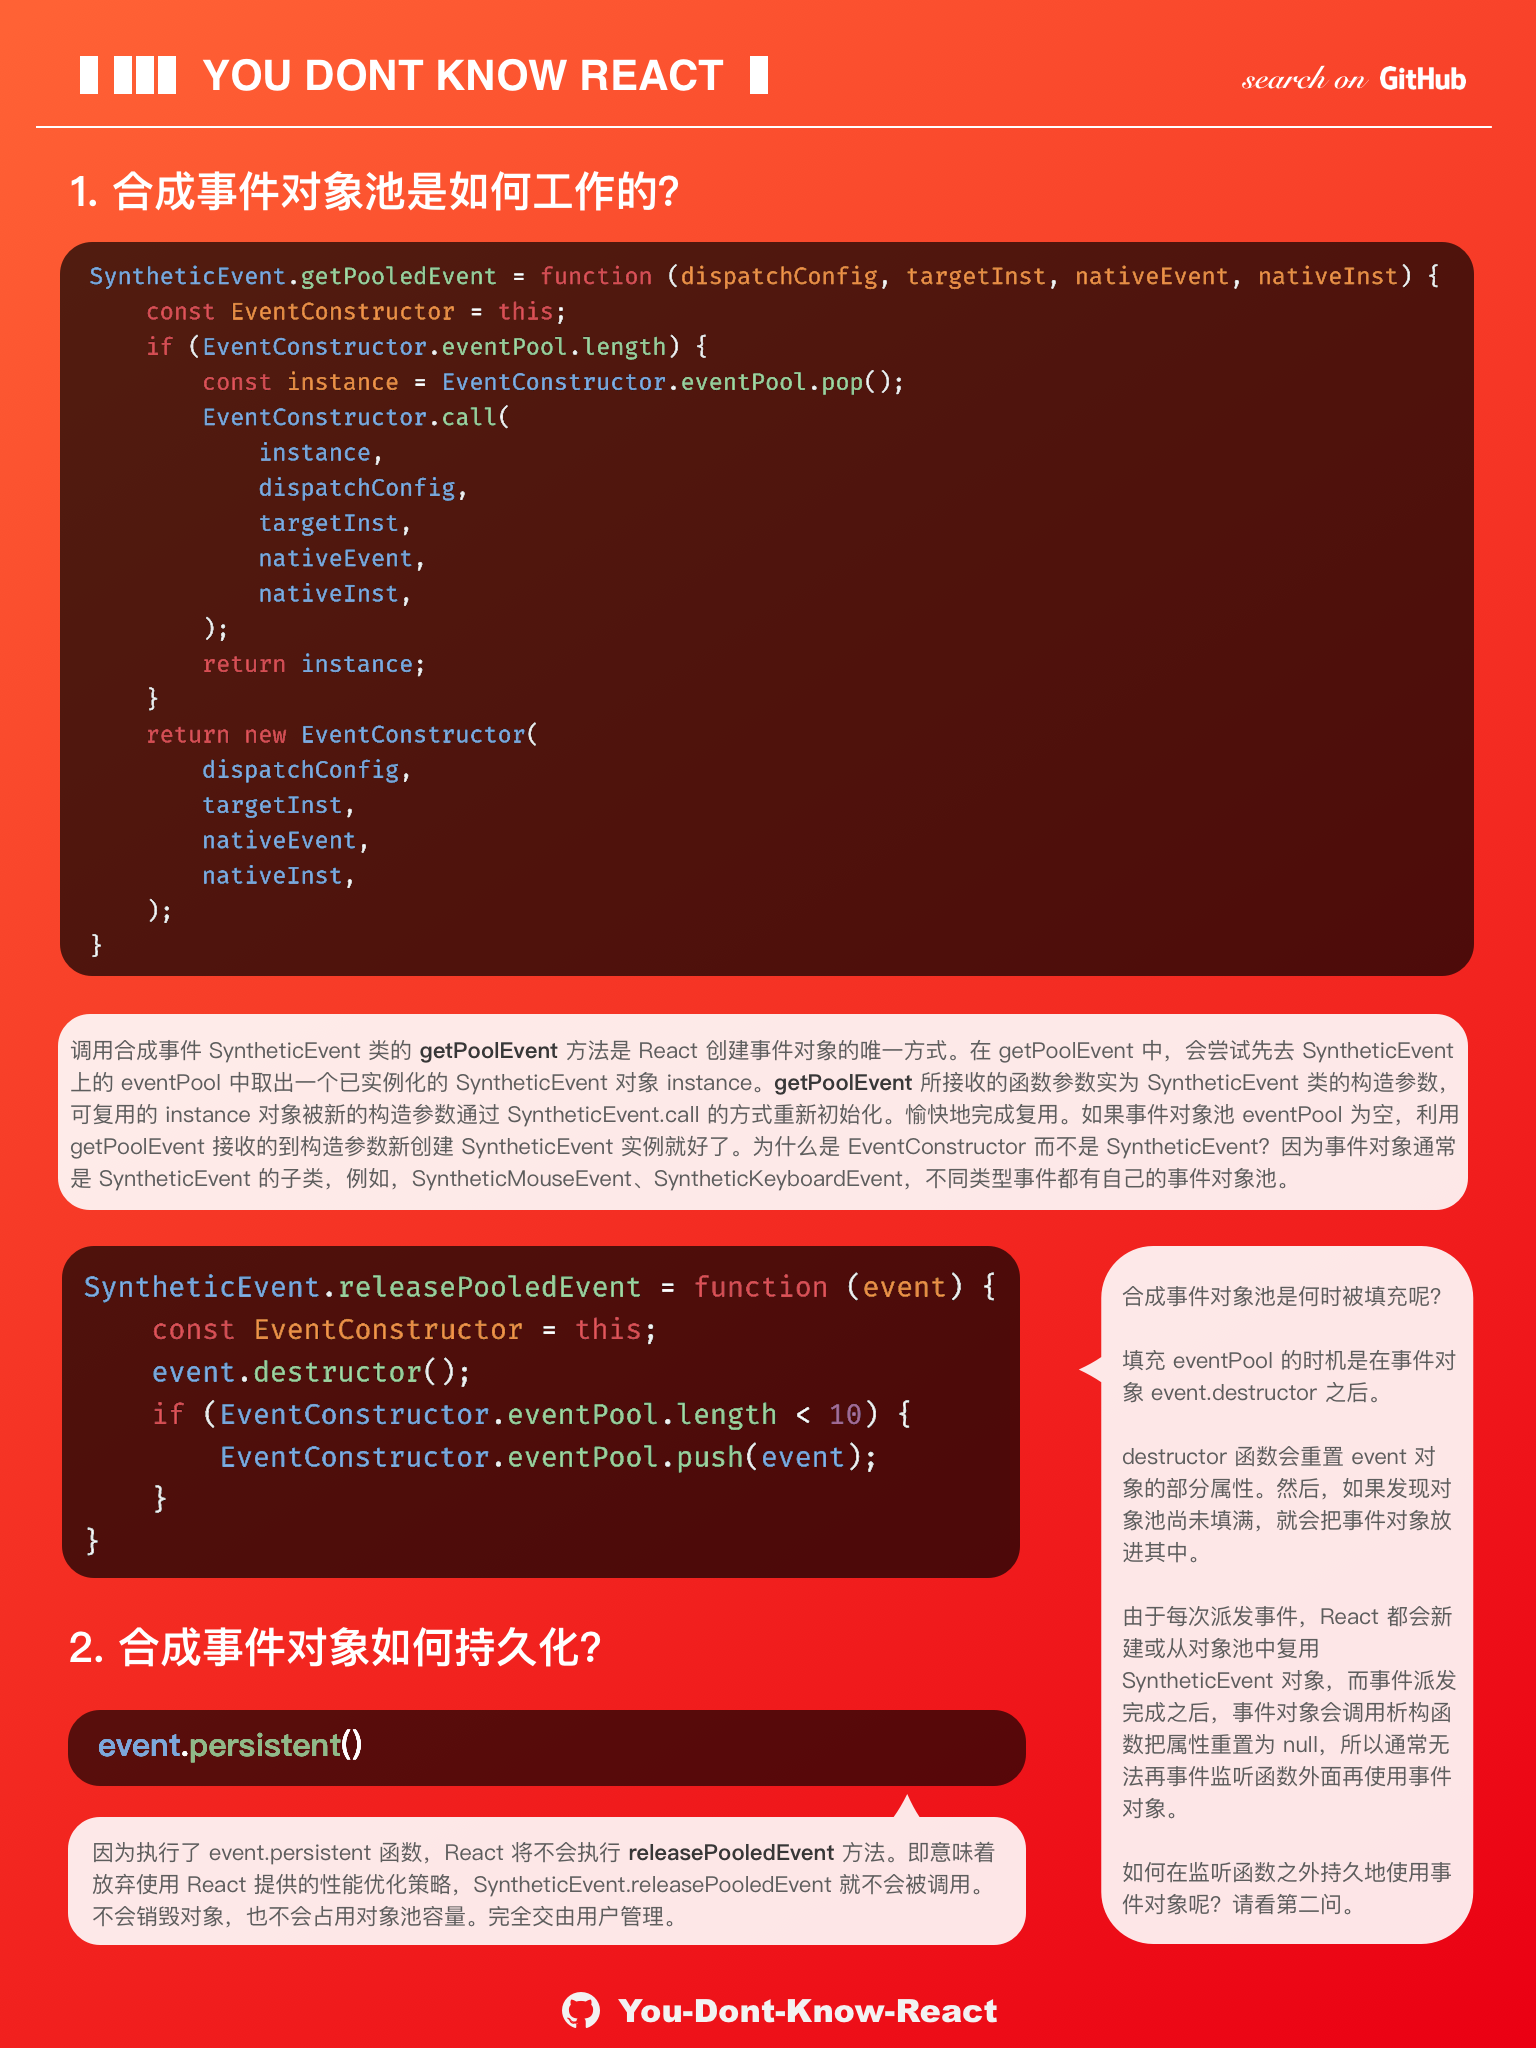 YOU DONT KNOW REACT
search on GitHub
1. 合成事件对象池是如何工作的？
SyntheticEvent.getPooledEvent = function (dispatchConfig, targetInst, nativeEvent, nativeInst) {
    const EventConstructor = this;
    if (EventConstructor.eventPool.length) {
        const instance = EventConstructor.eventPool.pop();
        EventConstructor.call(
            instance,
            dispatchConfig,
            targetInst,
            nativeEvent,
            nativeInst,
        );
        return instance;
    }
    return new EventConstructor(
        dispatchConfig,
        targetInst,
        nativeEvent,
        nativeInst,
    );
}
调用合成事件 SyntheticEvent 类的 getPoolEvent 方法是 React 创建事件对象的唯一方式。在 getPoolEvent 中，会尝试先去 SyntheticEvent
上的 eventPool 中取出一个已实例化的 SyntheticEvent 对象 instance。getPoolEvent 所接收的函数参数实为 SyntheticEvent 类的构造参数，
可复用的 instance 对象被新的构造参数通过 SyntheticEvent.call 的方式重新初始化。愉快地完成复用。如果事件对象池 eventPool 为空，利用
getPoolEvent 接收的到构造参数新创建 SyntheticEvent 实例就好了。为什么是 EventConstructor 而不是 SyntheticEvent？因为事件对象通常
是 SyntheticEvent 的子类，例如，SyntheticMouseEvent、SyntheticKeyboardEvent，不同类型事件都有自己的事件对象池。
SyntheticEvent.releasePooledEvent = function (event) {
    const EventConstructor = this;
    event.destructor();
    if (EventConstructor.eventPool.length < 10) {
        EventConstructor.eventPool.push(event);
    }
}
合成事件对象池是何时被填充呢？
填充 eventPool 的时机是在事件对
象 event.destructor 之后。
destructor 函数会重置 event 对
象的部分属性。然后，如果发现对
象池尚未填满，就会把事件对象放
进其中。
由于每次派发事件，React 都会新
建或从对象池中复用
SyntheticEvent 对象，而事件派发
完成之后，事件对象会调用析构函
数把属性重置为 null，所以通常无
法再事件监听函数外面再使用事件
对象。
如何在监听函数之外持久地使用事
件对象呢？请看第二问。
2. 合成事件对象如何持久化？
event.persistent()
因为执行了 event.persistent 函数，React 将不会执行 releasePooledEvent 方法。即意味着
放弃使用 React 提供的性能优化策略，SyntheticEvent.releasePooledEvent 就不会被调用。
不会销毁对象，也不会占用对象池容量。完全交由用户管理。
You-Dont-Know-React